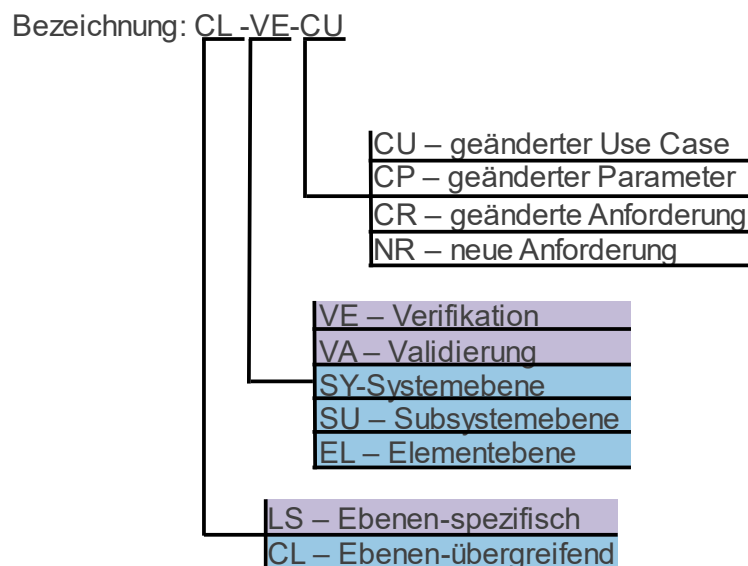 Bezeichnung: CL -VE-CU
CU – geänderter Use Case
CP – geänderter Parameter
CR – geänderte Anforderung
NR – neue Anforderung
VE – Verifikation
VA – Validierung
SY-Systemebene
SU – Subsystemebene
EL – Elementebene
LS – Ebenen-spezifisch
CL – Ebenen-übergreifend